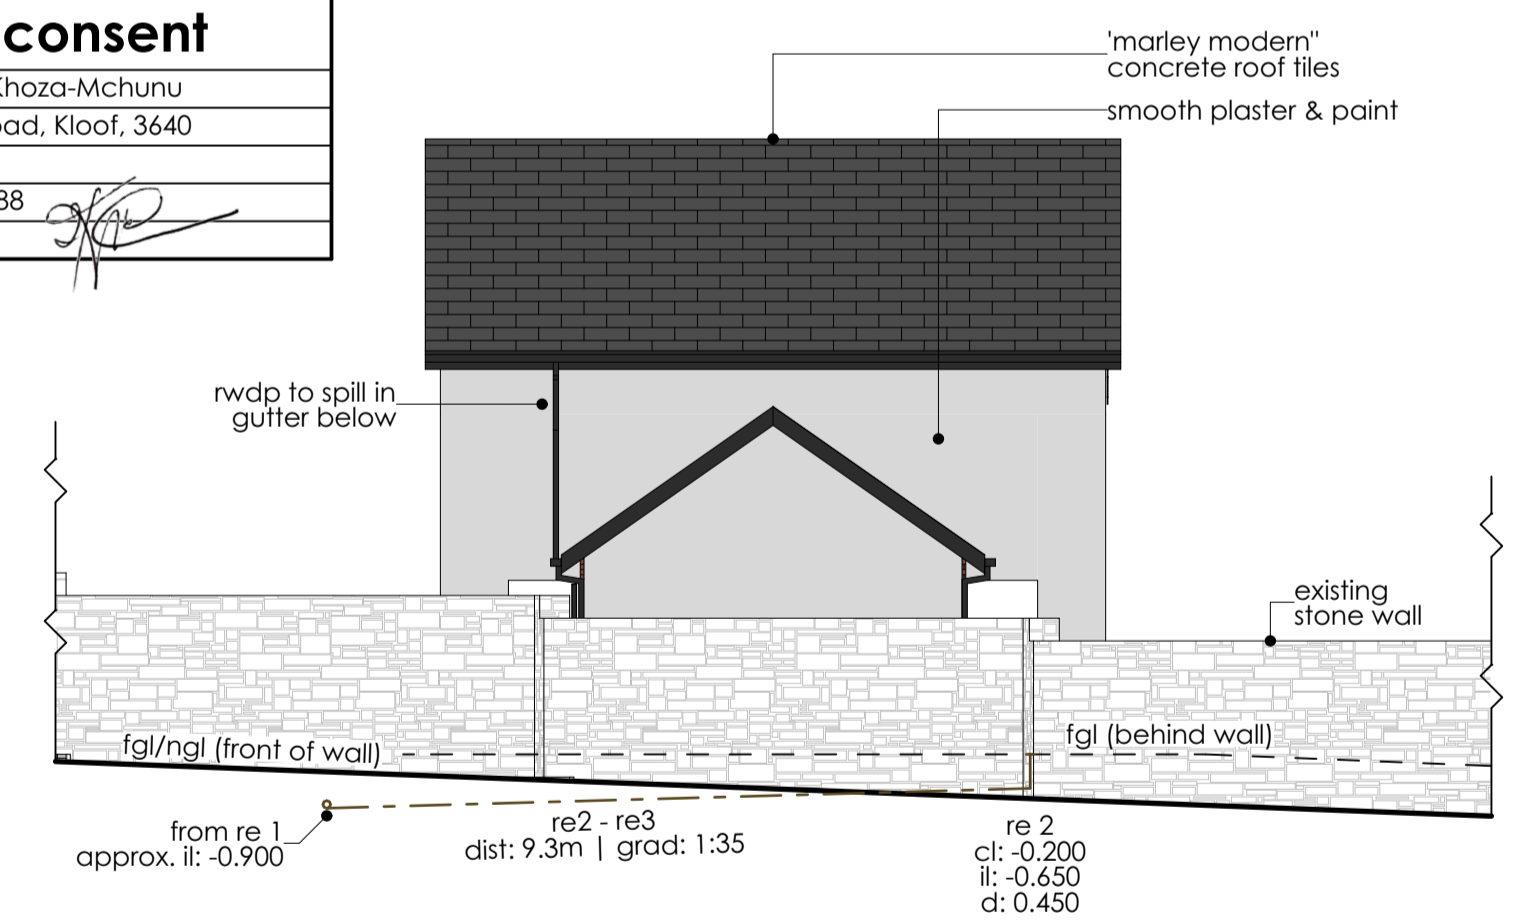 consent
Khoza-Mchunu
oad, Kloof, 3640
38
'marley modern"
concrete roof tiles
smooth plaster & paint
rwdp to spill in
gutter below
existing
stone wall
fgl/ngl (front of wall)
fgl (behind wall)
from re 1
approx. il: -0.900
re2 - re3
dist: 9.3m | grad: 1:35
re 2
cl: -0.200
il: -0.650
d: 0.450